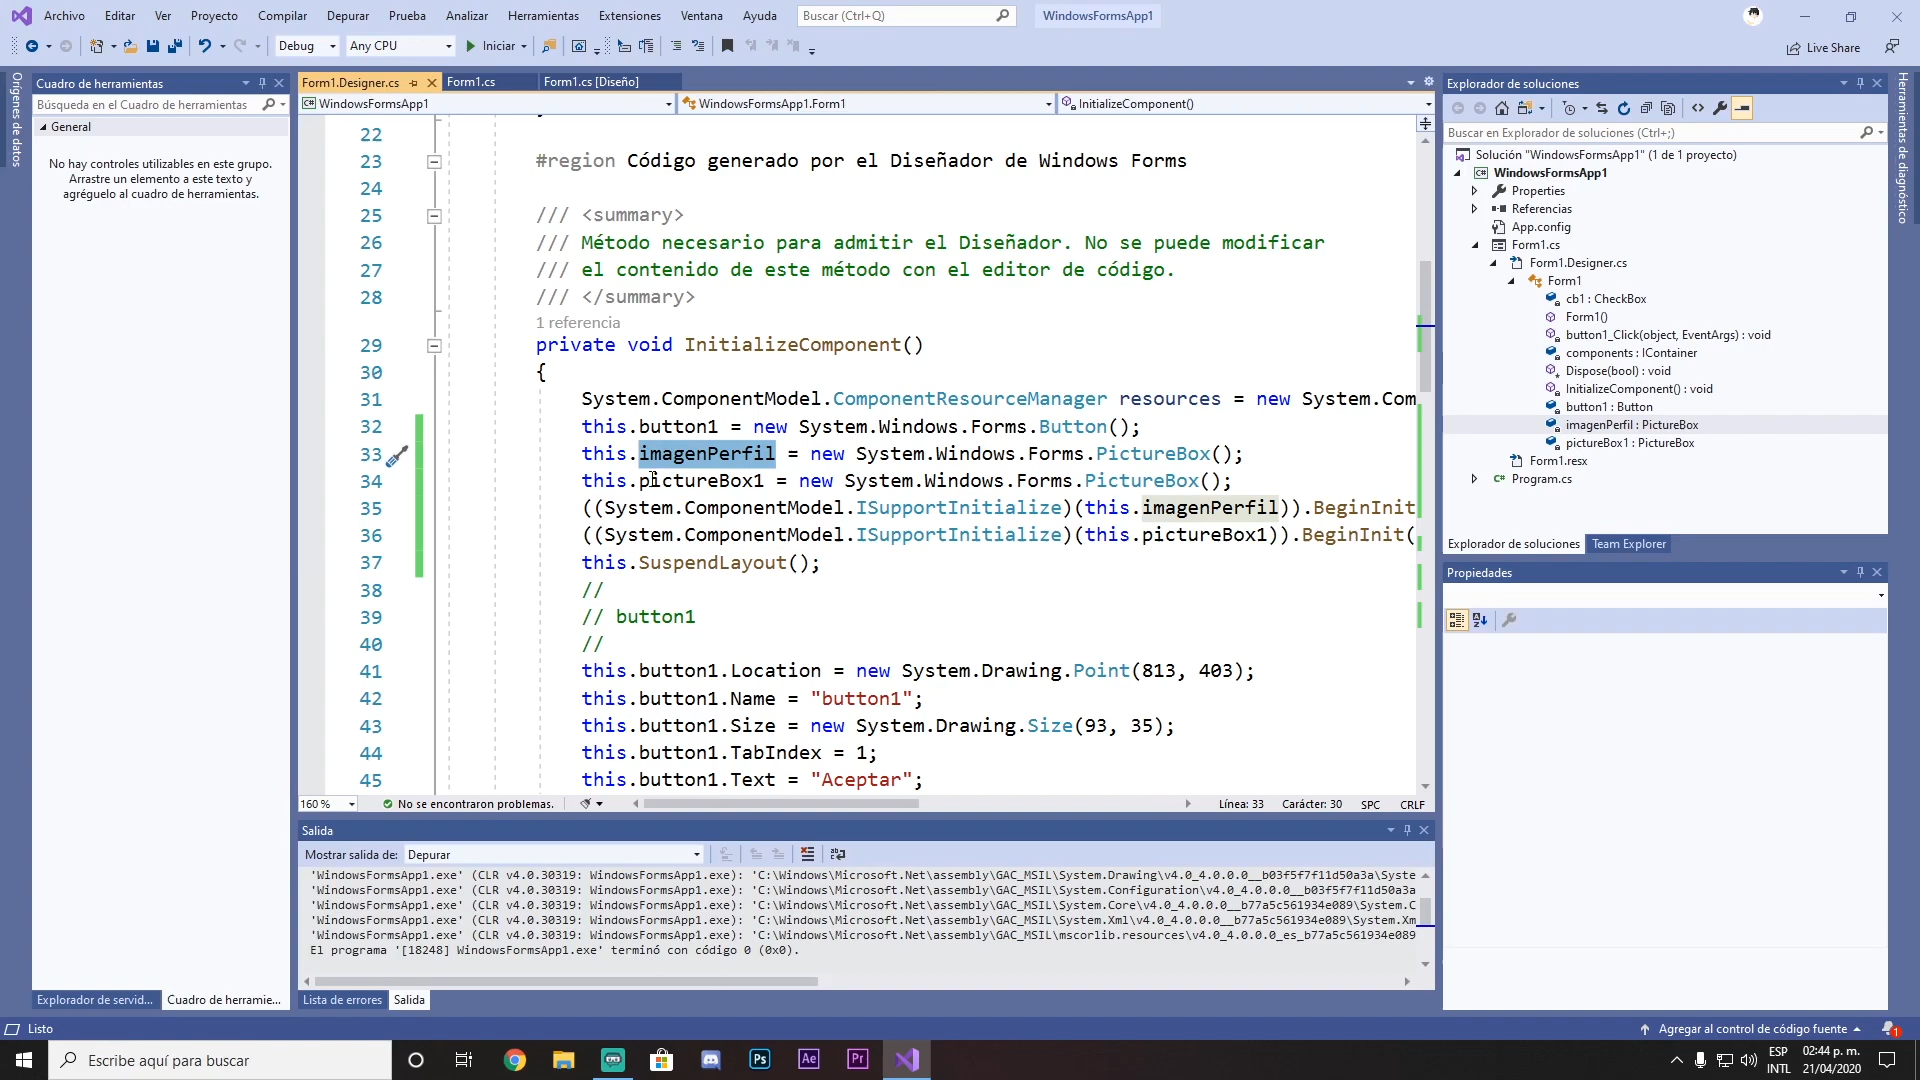 Archivo Editar Ver Proyecto Compilar Depurar Prueba Analizar Herramientas Extensiones Ventana Ayuda Buscar (Ctrl+Q) WindowsFormsApp1
Debug Any CPU Iniciar Live Share
Orígenes de datos
Cuadro de herramientas
Búsqueda en el Cuadro de herramientas
General
No hay controles utilizables en este grupo.
Arrastre un elemento a este texto y
agréguelo al cuadro de herramientas.
Explorador de servid... Cuadro de herramie...
Form1.Designer.cs Form1.cs Form1.cs [Diseño]
WindowsFormsApp1 WindowsFormsApp1.Form1 InitializeComponent()
22
23 #region Código generado por el Diseñador de Windows Forms
24
25 /// <summary>
26 /// Método necesario para admitir el Diseñador. No se puede modificar
27 /// el contenido de este método con el editor de código.
28 /// </summary>
1 referencia
29 private void InitializeComponent()
30 {
31 System.ComponentModel.ComponentResourceManager resources = new System.Com
32 this.button1 = new System.Windows.Forms.Button();
33 this.imagenPerfil = new System.Windows.Forms.PictureBox();
34 this.pictureBox1 = new System.Windows.Forms.PictureBox();
35 ((System.ComponentModel.ISupportInitialize)(this.imagenPerfil)).BeginInit
36 ((System.ComponentModel.ISupportInitialize)(this.pictureBox1)).BeginInit(
37 this.SuspendLayout();
38 //
39 // button1
40 //
41 this.button1.Location = new System.Drawing.Point(813, 403);
42 this.button1.Name = "button1";
43 this.button1.Size = new System.Drawing.Size(93, 35);
44 this.button1.TabIndex = 1;
45 this.button1.Text = "Aceptar";
160 % No se encontraron problemas. Línea: 33 Carácter: 30 SPC CRLF
Salida
Mostrar salida de: Depurar
'WindowsFormsApp1.exe' (CLR v4.0.30319: WindowsFormsApp1.exe): 'C:\Windows\Microsoft.Net\assembly\GAC_MSIL\System.Drawing\v4.0_4.0.0.0__b03f5f7f11d50a3a\Syste
'WindowsFormsApp1.exe' (CLR v4.0.30319: WindowsFormsApp1.exe): 'C:\Windows\Microsoft.Net\assembly\GAC_MSIL\System.Configuration\v4.0_4.0.0.0__b03f5f7f11d50a3a
'WindowsFormsApp1.exe' (CLR v4.0.30319: WindowsFormsApp1.exe): 'C:\Windows\Microsoft.Net\assembly\GAC_MSIL\System.Core\v4.0_4.0.0.0__b77a5c561934e089\System.C
'WindowsFormsApp1.exe' (CLR v4.0.30319: WindowsFormsApp1.exe): 'C:\Windows\Microsoft.Net\assembly\GAC_MSIL\System.Xml\v4.0_4.0.0.0__b77a5c561934e089\System.Xm
'WindowsFormsApp1.exe' (CLR v4.0.30319: WindowsFormsApp1.exe): 'C:\Windows\Microsoft.Net\assembly\GAC_MSIL\mscorlib.resources\v4.0_4.0.0.0_es_b77a5c561934e089
El programa '[18248] WindowsFormsApp1.exe' terminó con código 0 (0x0).
Lista de errores Salida
Explorador de soluciones
Buscar en Explorador de soluciones (Ctrl+;)
Solución "WindowsFormsApp1" (1 de 1 proyecto)
C# WindowsFormsApp1
Properties
Referencias
App.config
Form1.cs
Form1.Designer.cs
Form1
cb1 : CheckBox
Form1()
button1_Click(object, EventArgs) : void
components : IContainer
Dispose(bool) : void
InitializeComponent() : void
button1 : Button
imagenPerfil : PictureBox
pictureBox1 : PictureBox
Form1.resx
C# Program.cs
Explorador de soluciones Team Explorer
Propiedades
Herramientas de diagnóstico
Listo Agregar al control de código fuente 1
Escribe aquí para buscar Ps Ae Pr
ESP 02:44 p. m.
INTL 21/04/2020